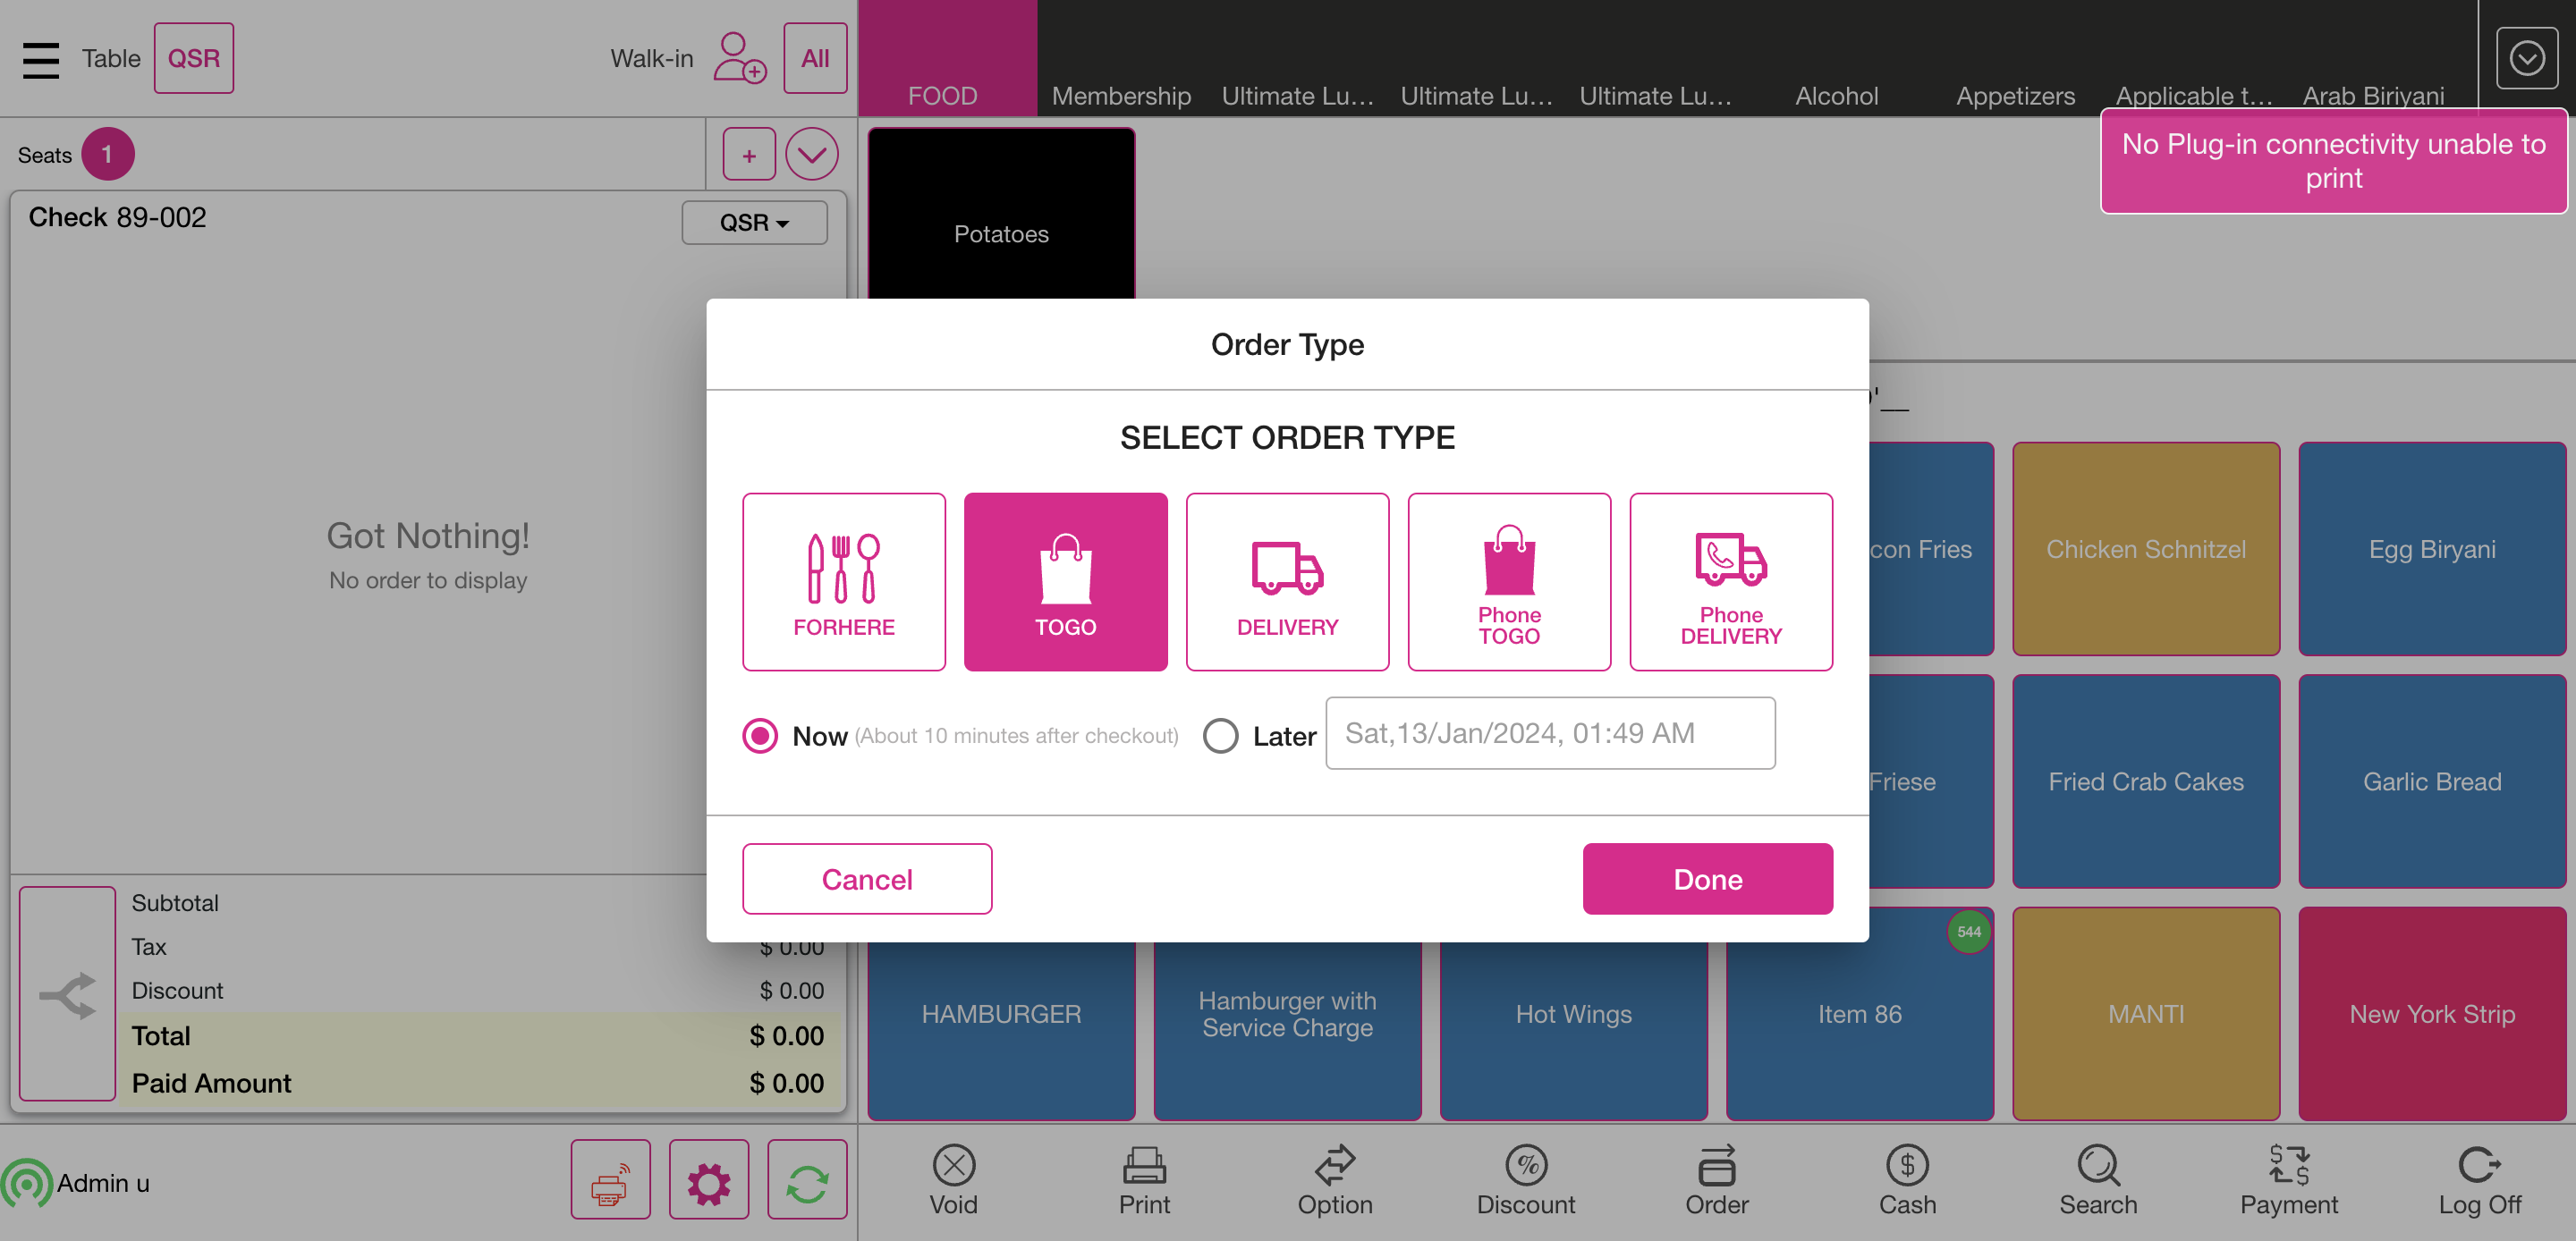 Table
QSR
Walk-in
All
FOOD
Membership
Ultimate Lu...
Ultimate Lu...
Ultimate Lu...
Alcohol
Appetizers
Applicable t...
Arab Biriyani
No Plug-in connectivity unable to
print
Seats 1
+
Check 89-002
QSR
Potatoes
Got Nothing!
No order to display
Order Type
SELECT ORDER TYPE
FORHERE
TOGO
DELIVERY
Phone
TOGO
Phone
DELIVERY
Now (About 10 minutes after checkout)
Later
Sat,13/Jan/2024, 01:49 AM
Cancel
Done
'__
con Fries
Chicken Schnitzel
Egg Biryani
Friese
Fried Crab Cakes
Garlic Bread
HAMBURGER
Hamburger with
Service Charge
Hot Wings
Item 86
544
MANTI
New York Strip
Subtotal
Tax $ 0.00
Discount $ 0.00
Total $ 0.00
Paid Amount $ 0.00
Admin u
Void
Print
Option
Discount
Order
Cash
Search
Payment
Log Off